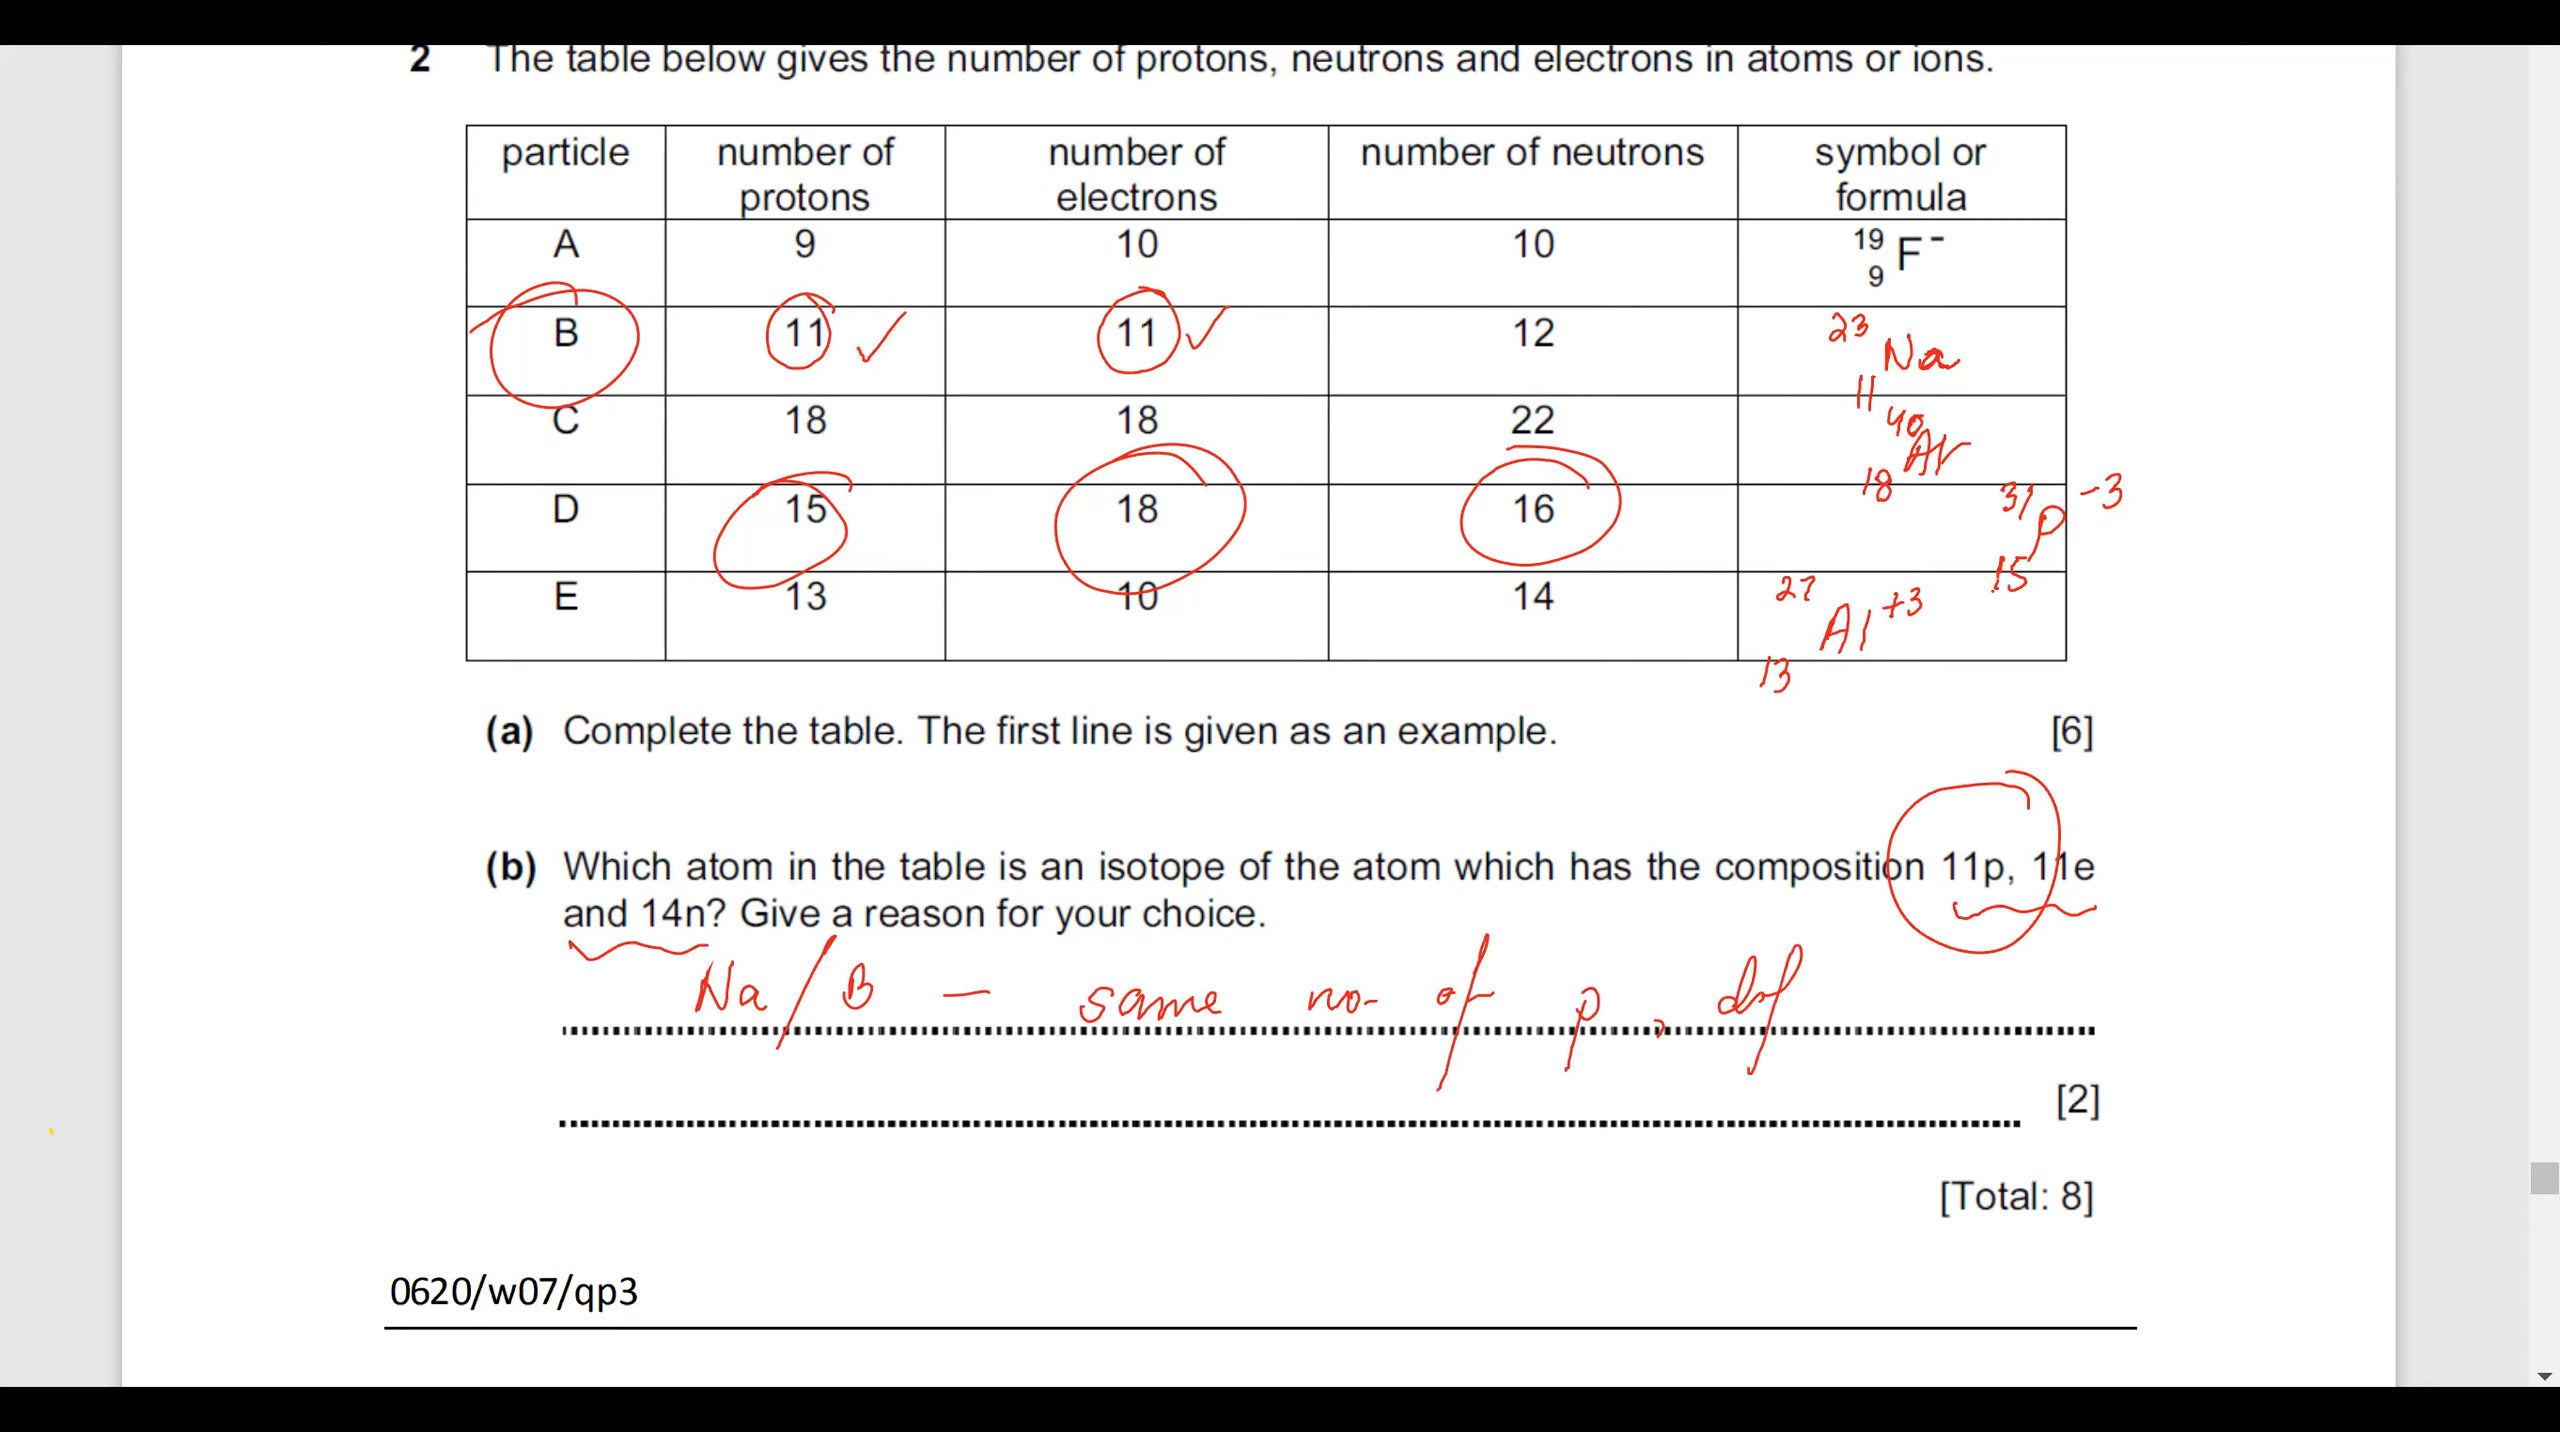 2 The table below gives the number of protons, neutrons and electrons in atoms or ions.
particle number of protons number of electrons number of neutrons symbol or formula
A 9 10 10 19 9 F -
B 11 ✓ 11 ✓ 12 23 11 Na
C 18 18 22 40 18 Ar
D 15 18 16 31 15 P -3
E 13 10 14 27 13 Al +3
(a) Complete the table. The first line is given as an example. [6]
(b) Which atom in the table is an isotope of the atom which has the composition 11p, 11e
and 14n? Give a reason for your choice.
Na / B – same no. of p, dif
[2]
[Total: 8]
0620/w07/qp3